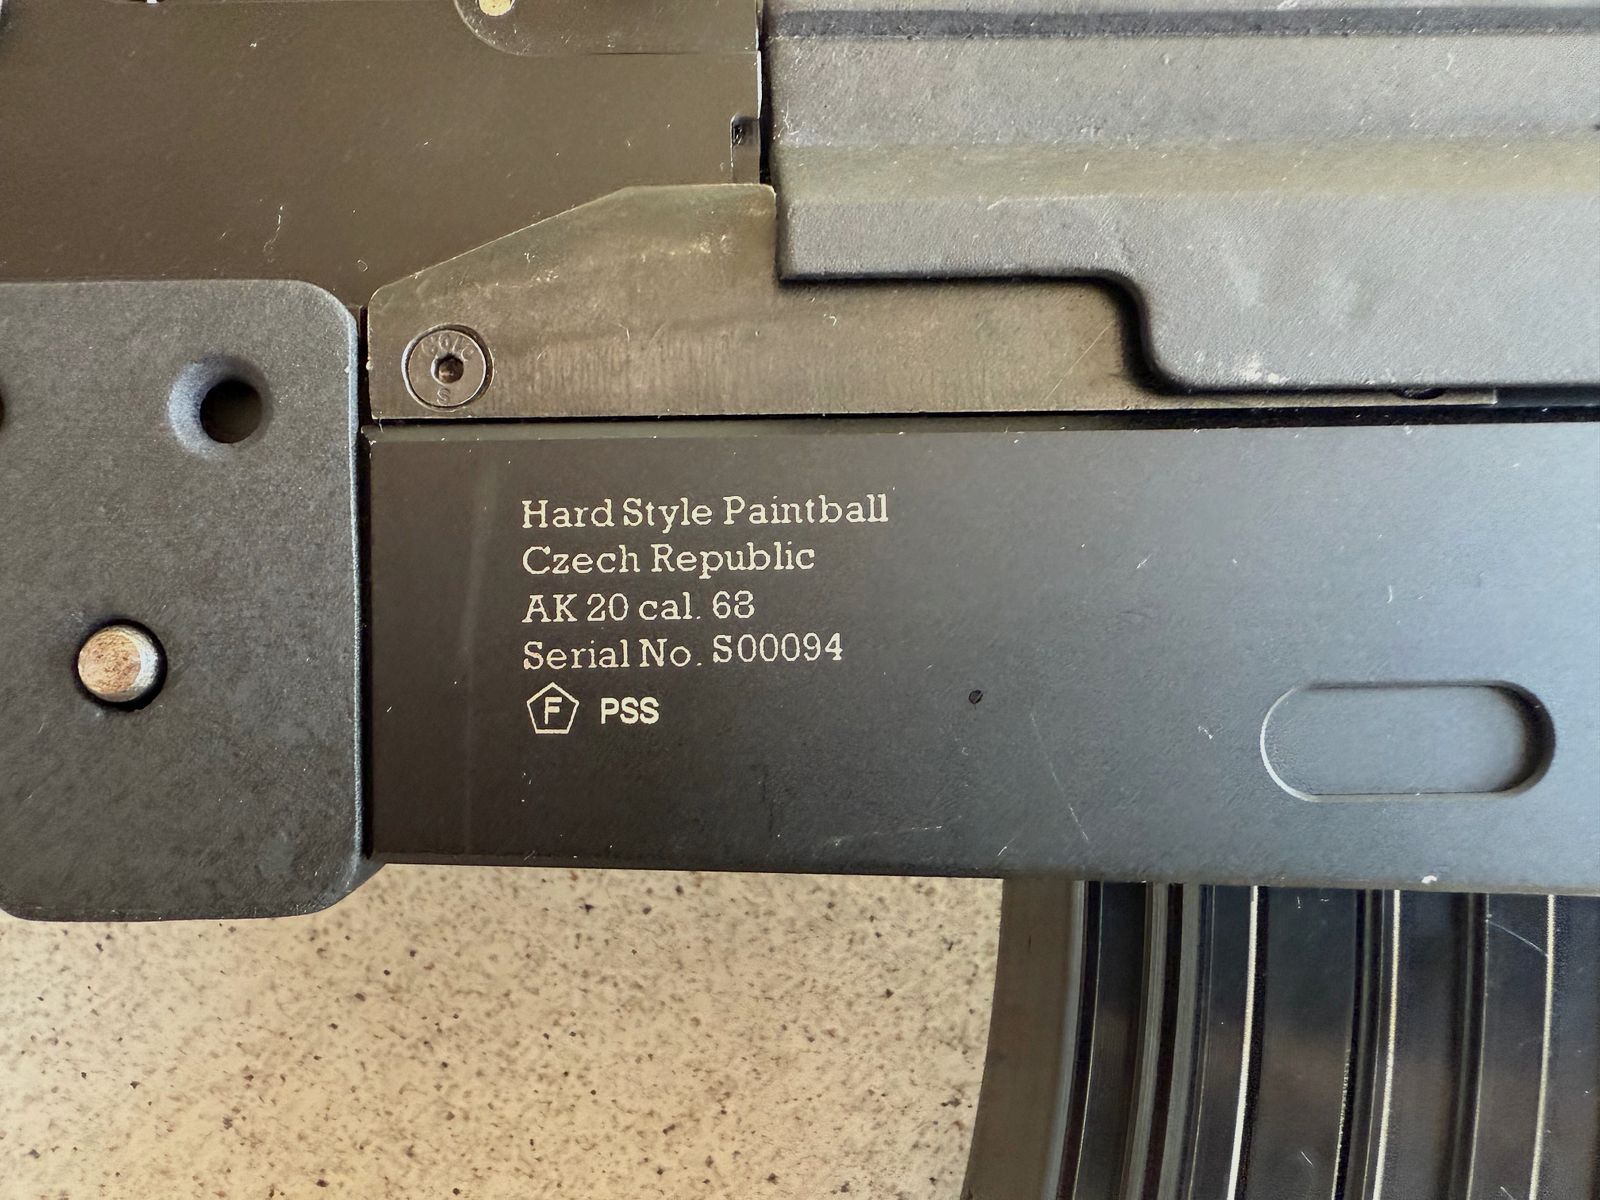 Hard Style Paintball
Czech Republic
AK 20 cal. 68
Serial No. S00094
F PSS